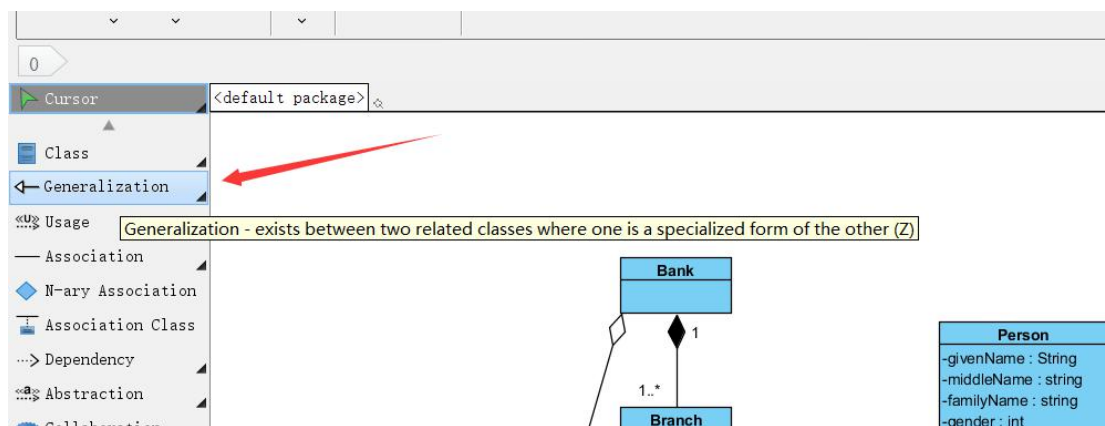 ()
Cursor
<default package>
Class
Generalization
«U» Usage
Generalization - exists between two related classes where one is a specialized form of the other (Z)
Association
N-ary Association
Association Class
Dependency
«a» Abstraction
Bank
1
1..*
Branch
Person
-givenName : String
-middleName : string
-familyName : string
-gender : int